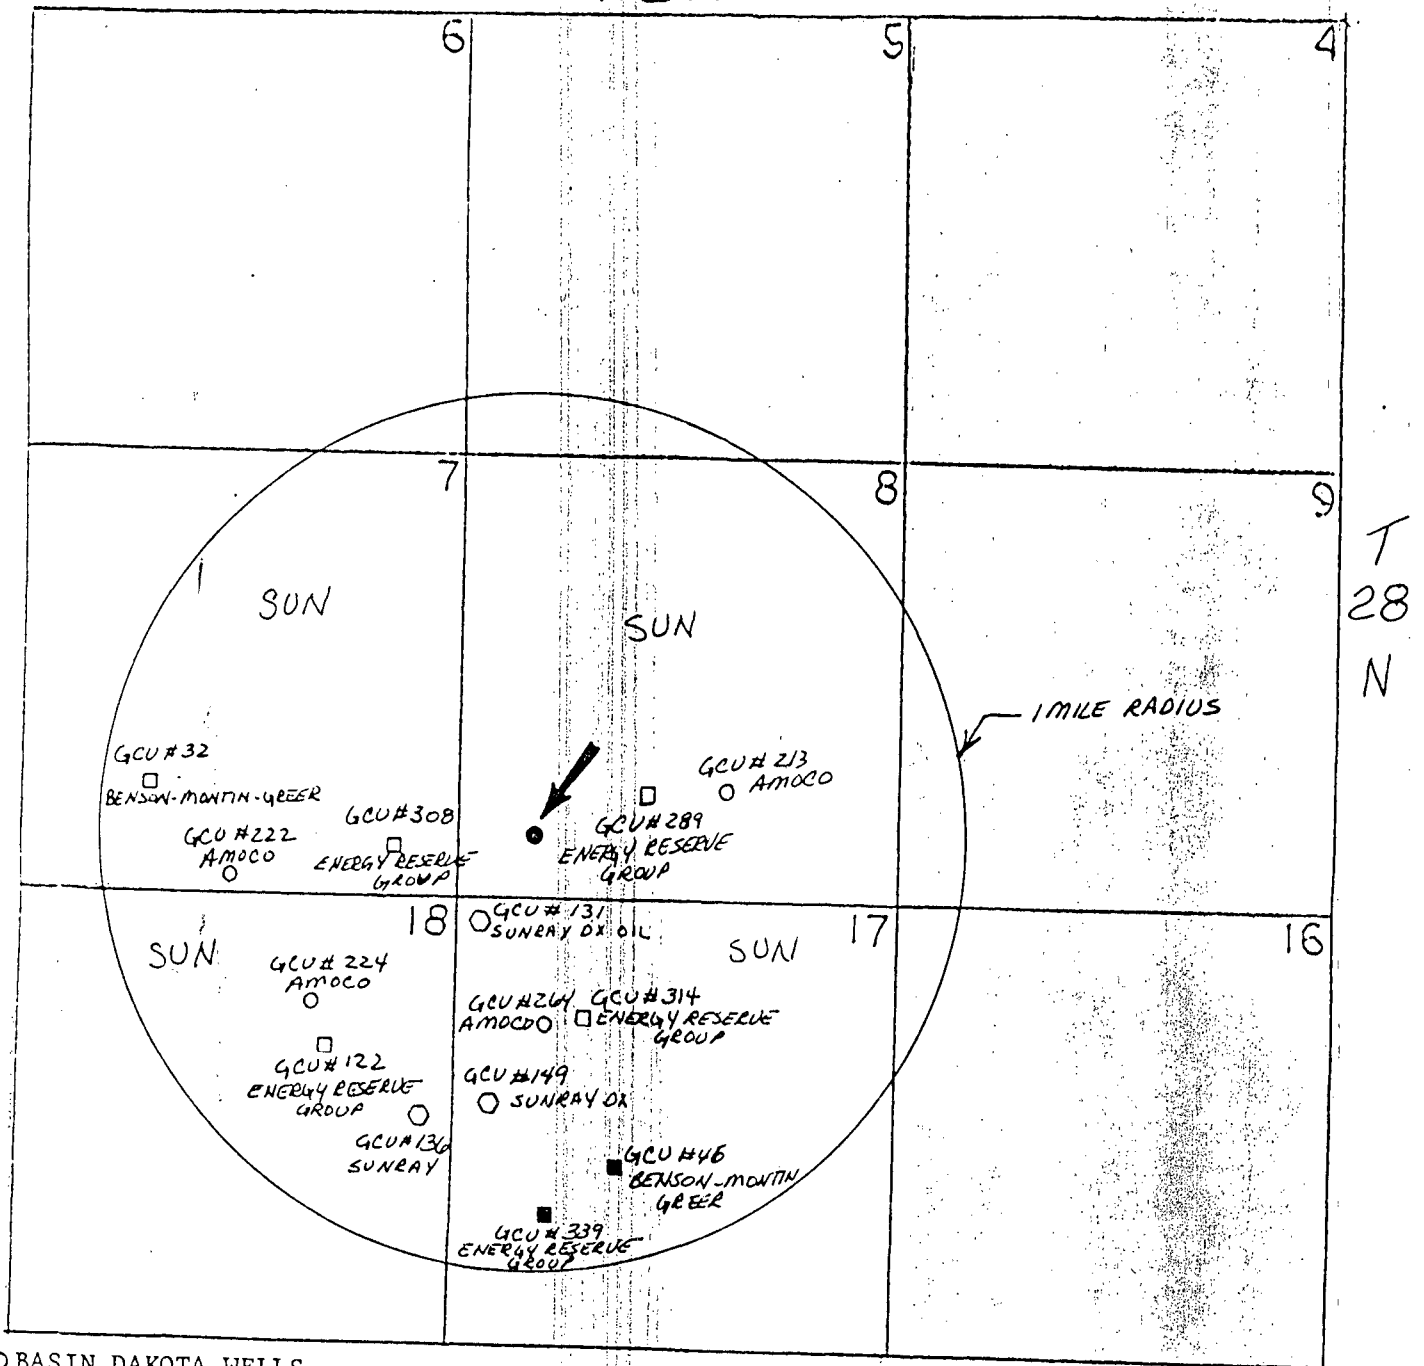 6
5
4
7
8
9
T
28
N
SUN
SUN
1 MILE RADIUS
GCU # 32
BENSON-MONTIN-GREER
GCU # 213
AMOCO
GCU # 308
ENERGY RESERVE
GROUP
GCU # 222
AMOCO
GCU # 289
ENERGY RESERVE
GROUP
18
GCU # 131
SUNRAY DX OIL
17
16
SUN
SUN
GCU # 224
AMOCO
GCU # 264
AMOCO
GCU # 314
ENERGY RESERVE
GROUP
GCU # 122
ENERGY RESERVE
GROUP
GCU # 149
SUNRAY DX
GCU # 136
SUNRAY
GCU #
BENSON-MONTIN
GREER
GCU # 339
ENERGY RESERVE
GROUP
BASIN DAKOTA WELLS